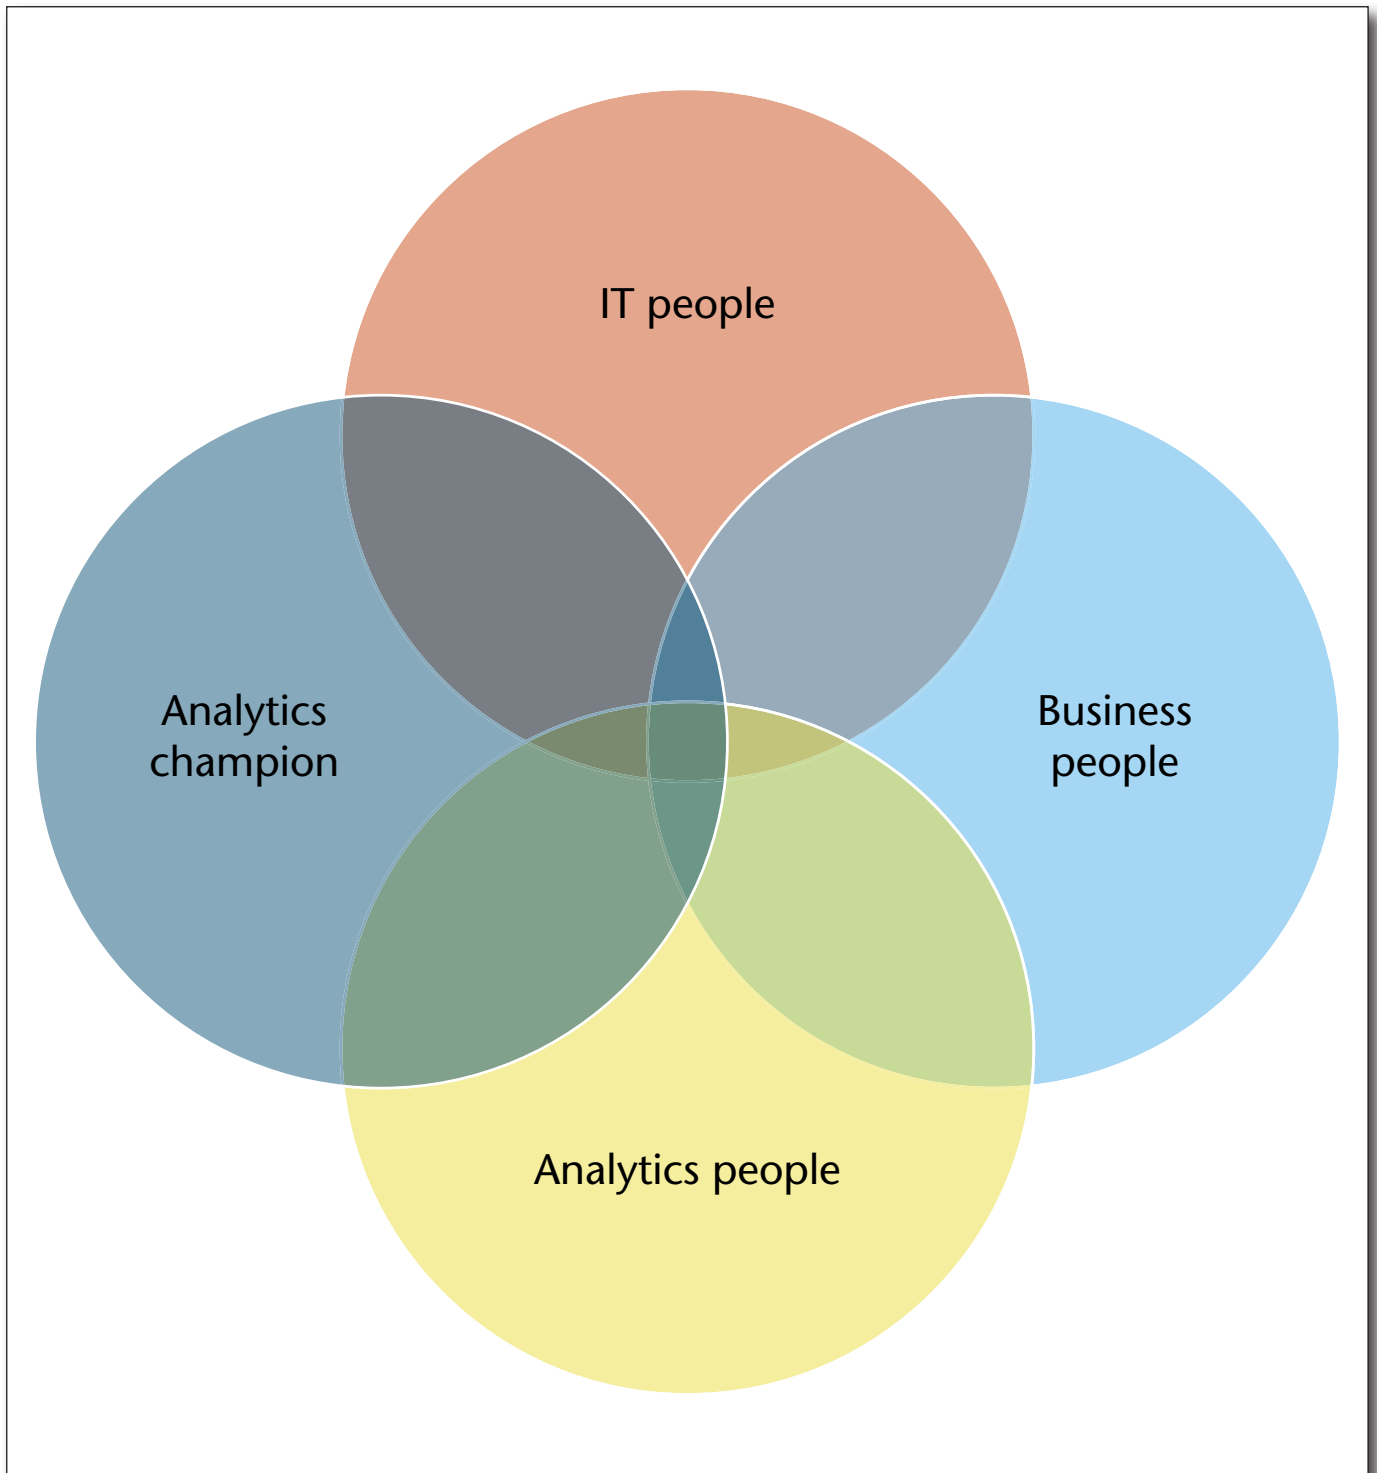 IT people
Analytics
champion
Business
people
Analytics people